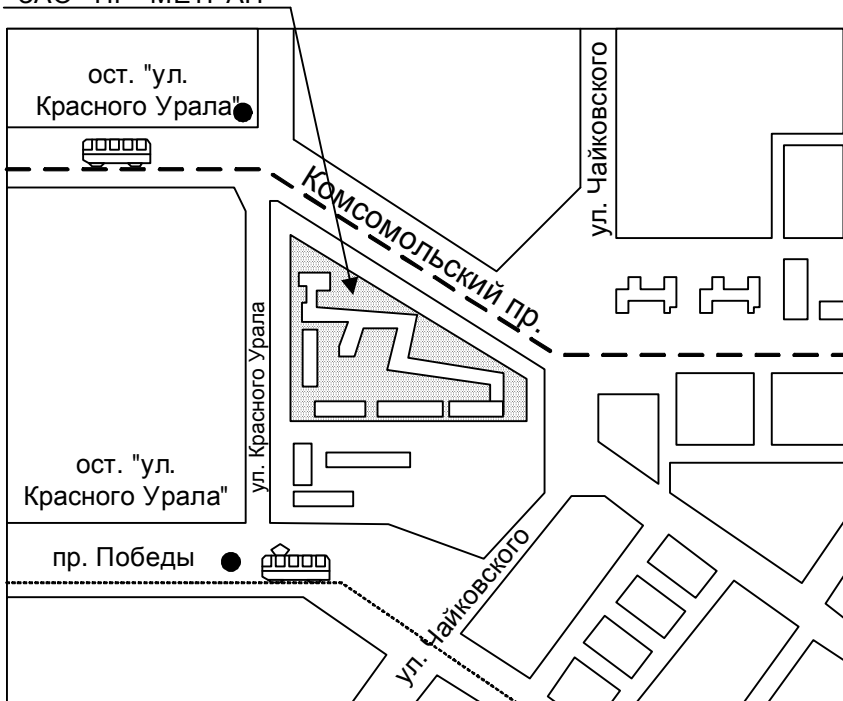 ост. "ул.
Красного Урала"
ул. Чайковского
Комсомольский пр.
ул. Красного Урала
ост. "ул.
Красного Урала"
пр. Победы
ул. Чайковского